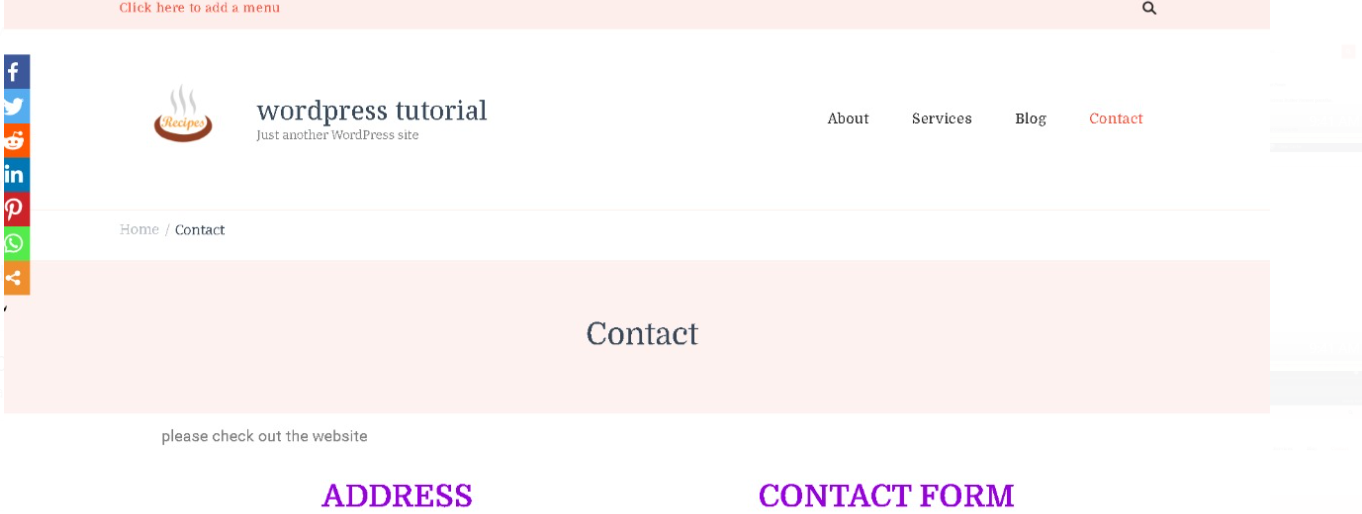 Click here to add a menu
Recipes
wordpress tutorial
Just another WordPress site
About Services Blog Contact
Home / Contact
Contact
please check out the website
ADDRESS CONTACT FORM